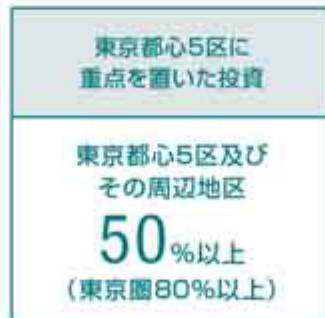 東京都心5区に
重点を置いた投資
東京都心5区及び
その周辺地区
50%以上
(東京圏80%以上)